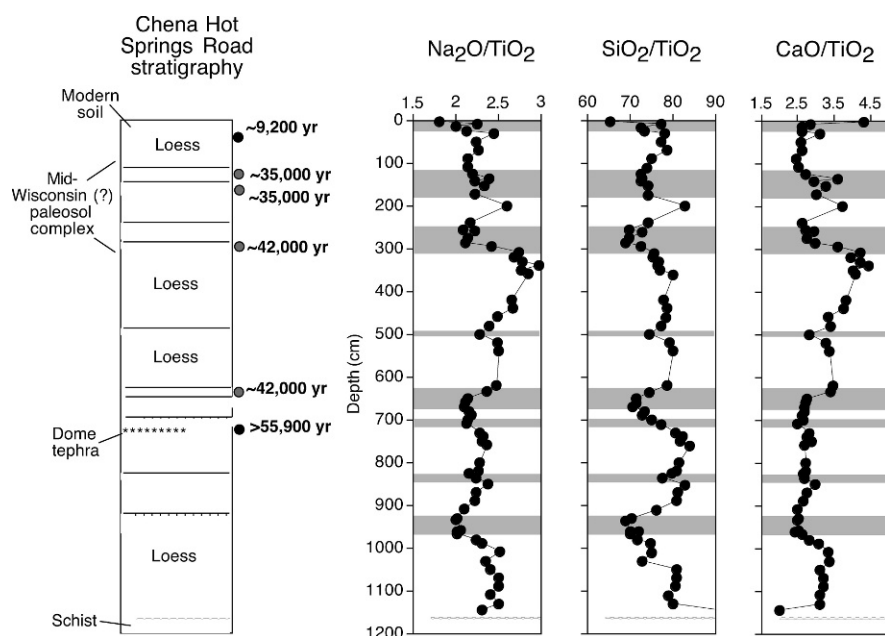 Chena Hot
Springs Road
stratigraphy
Modern
soil
Loess
~9,200 yr
~35,000 yr
~35,000 yr
Mid-
Wisconsin (?)
paleosol
complex
~42,000 yr
Loess
Loess
~42,000 yr
>55,900 yr
Dome
tephra
Loess
Schist
Na2O/TiO2
1.5 2 2.5 3
SiO2/TiO2
60 70 80 90
CaO/TiO2
1.5 2.5 3.5 4.5
Depth (cm)
0
100
200
300
400
500
600
700
800
900
1000
1100
1200